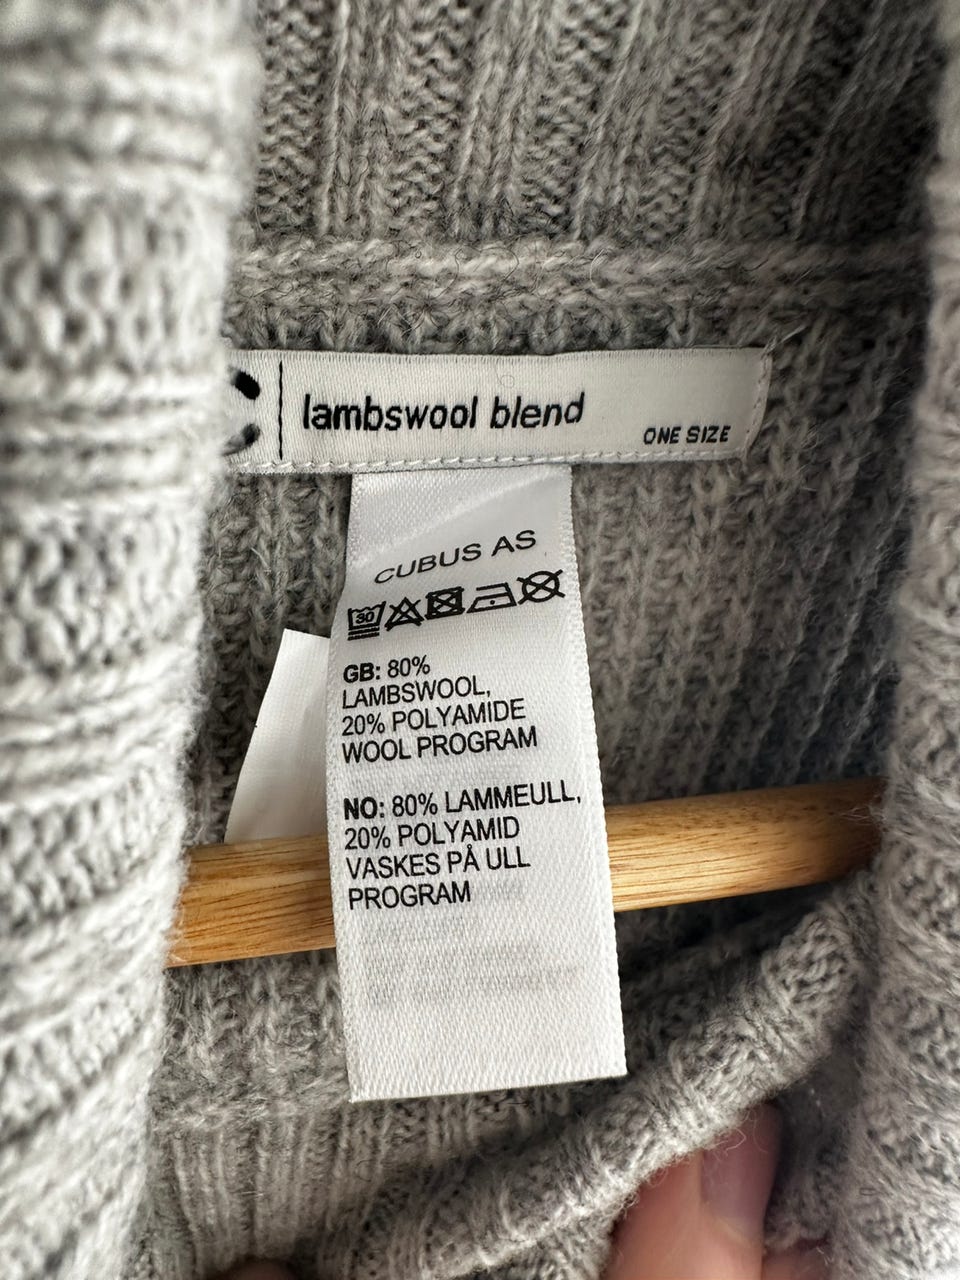 lambswool blend
ONE SIZE
CUBUS AS
30
GB: 80%
LAMBSWOOL,
20% POLYAMIDE
WOOL PROGRAM
NO: 80% LAMMEULL,
20% POLYAMID
VASKES PÅ ULL
PROGRAM